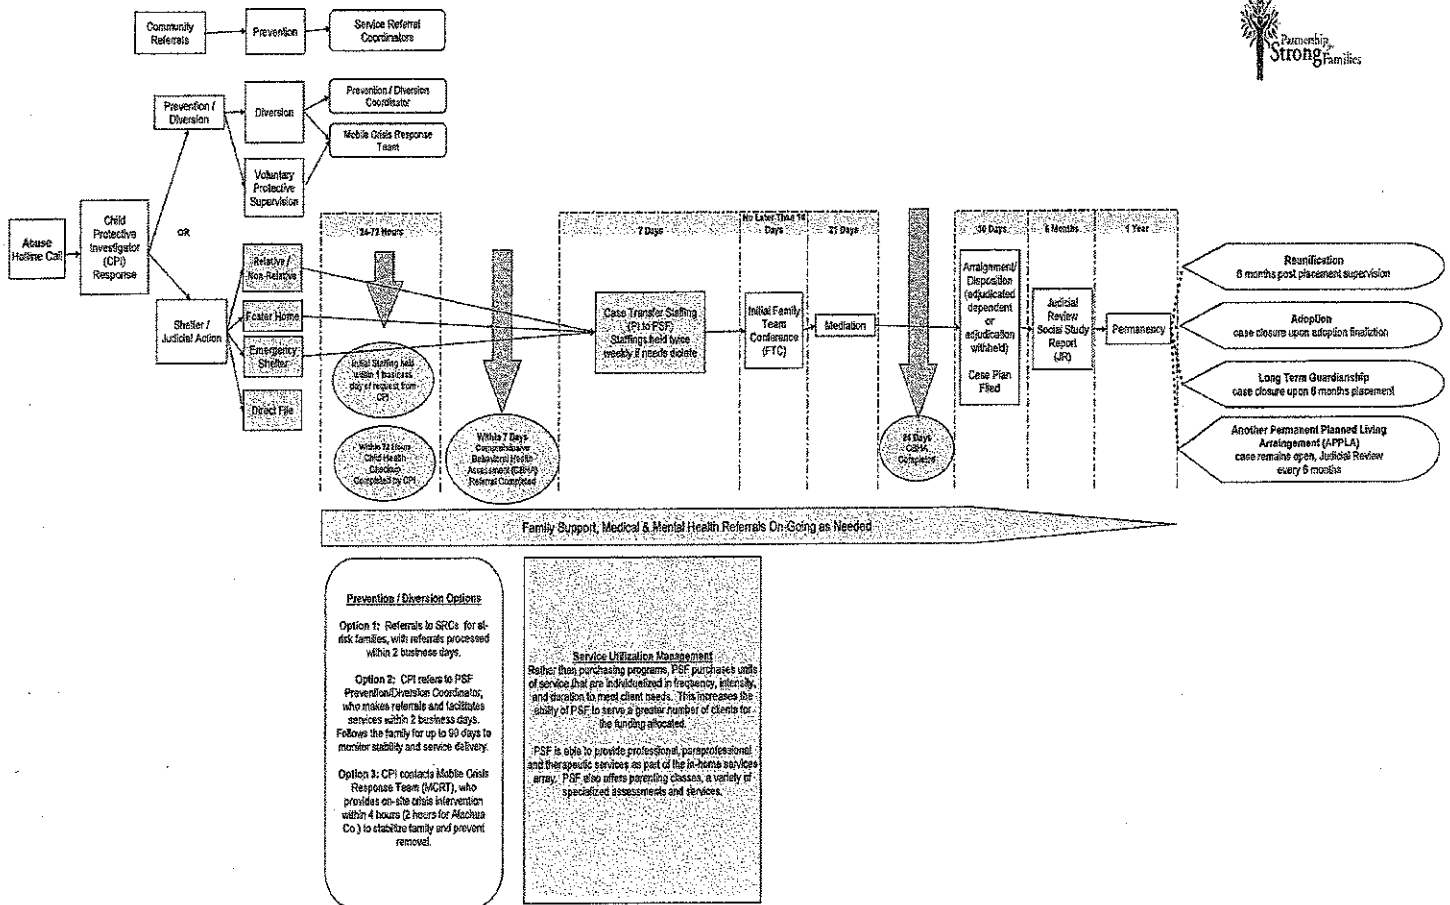 Community
Referrals
Prevention
Service Referral
Coordinators
Partnership
for
Strong Families
Prevention /
Diversion
Diversion
Prevention / Diversion
Coordinator
Mobile Crisis Response
Team
Voluntary
Protective
Supervision
Abuse
Hotline Call
Child
Protective
Investigator
(CPI)
Response
OR
Shelter /
Judicial Action
Relative /
Non-Relative
Foster Home
Emergency
Shelter
Direct File
24-72 Hours
Initial Staffing held
within 1 business
day of request from
CPI
Within 72 Hours
Child Health
Checkup
Completed by CPI
Within 7 Days
Comprehensive
Behavioral Health
Assessment (CBHA)
Referral Completed
7 Days
Case Transfer Staffing
(PI to PSF)
Staffings held twice
weekly if needs dictate
No Later Than 14
Days
Initial Family
Team
Conference
(FTC)
21 Days
Mediation
Days
CBHA
Completed
30 Days
Arraignment/
Disposition
(adjudicated
dependent
or
adjudication
withheld)
Case Plan
Filed
6 Months
Judicial
Review
Social Study
Report
(JR)
1 Year
Permanency
Reunification
6 months post placement supervision
Adoption
case closure upon adoption finaliction
Long Term Guardianship
case closure upon 6 months placement
Another Permanent Planned Living
Arrangement (APPLA)
case remains open, Judicial Review
every 6 months
Family Support, Medical & Mental Health Referrals On-Going as Needed
Prevention / Diversion Options
Option 1: Referrals to SRCs for at-
risk families, with referrals processed
within 2 business days.
Option 2: CPI refers to PSF
Prevention/Diversion Coordinator,
who makes referrals and facilitates
services within 2 business days.
Follows the family for up to 90 days to
monitor stability and service delivery.
Option 3: CPI contacts Mobile Crisis
Response Team (MCRT), who
provides on-site crisis intervention
within 4 hours (2 hours for Alachua
Co.) to stabilize family and prevent
removal.
Service Utilization Management
Rather than purchasing programs, PSF purchases units
of service that are individualized in frequency, intensity,
and duration to meet client needs. This increases the
ability of PSF to serve a greater number of clients for
the funding allocated.
PSF is able to provide professional, paraprofessional
and therapeutic services as part of the in-home services
array. PSF also offers parenting classes, a variety of
specialized assessments and services.